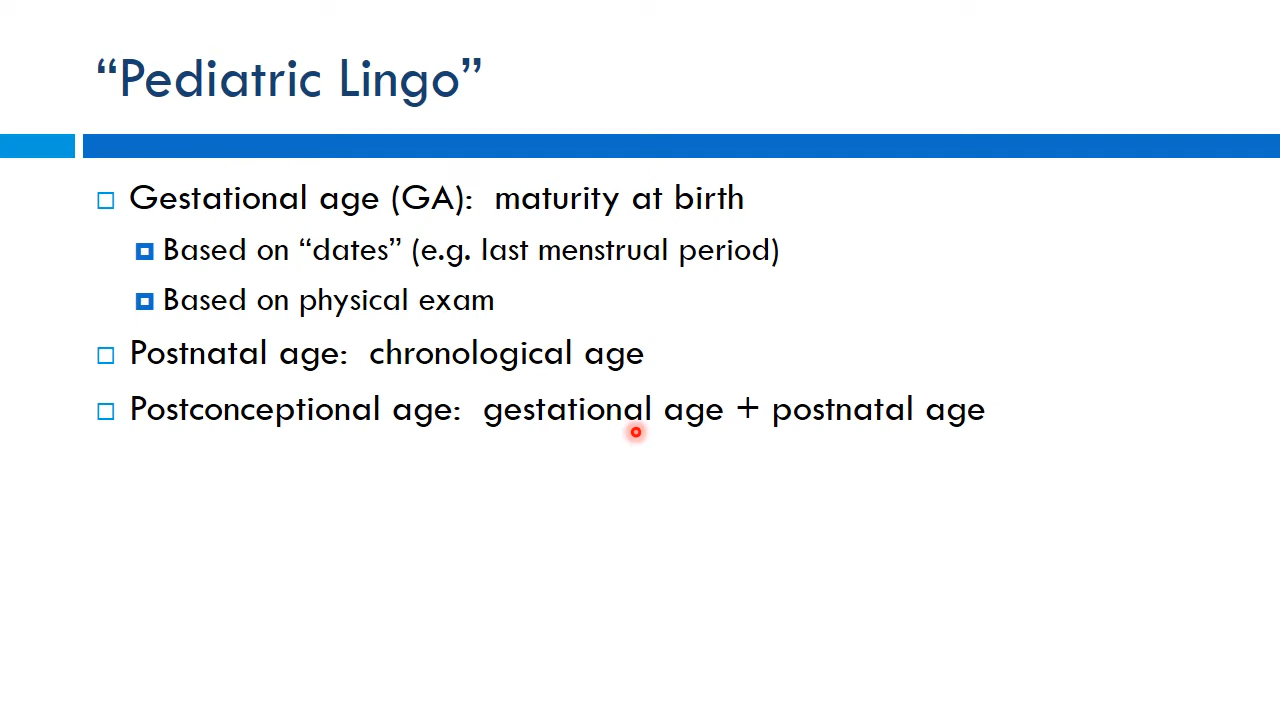 “Pediatric Lingo”
Gestational age (GA):  maturity at birth
Based on “dates” (e.g. last menstrual period)
Based on physical exam
Postnatal age:  chronological age
Postconceptional age:  gestational age + postnatal age